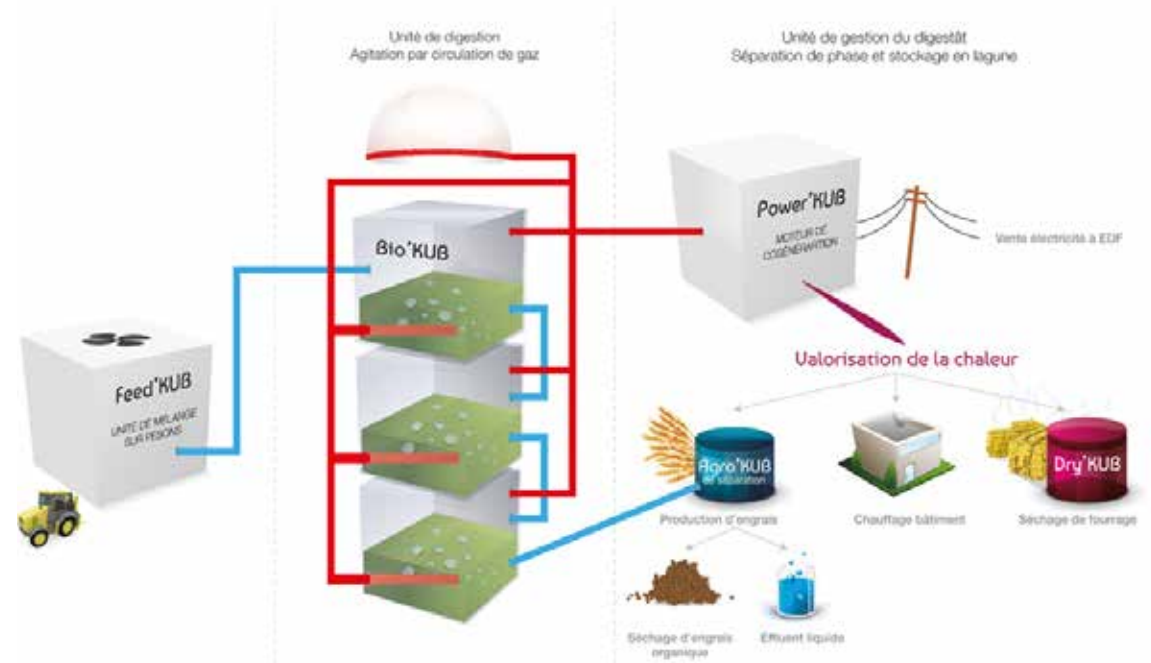 Unité de digestion
Agitation par circulation de gaz
Unité de gestion du digestât
Séparation de phase et stockage en lagune
Power'KUB
MOTEUR DE
COGÉNÉRARTION
Vente électricité à EDF
Bio'KUB
Feed'KUB
UNITÉ DE MÉLANGE
SUR PESONS
Valorisation de la chaleur
Agro'KUB
de séparation
Dry'KUB
Production d'engrais
Chauffage bâtiment
Séchage de fourrage
Séchage d'engrais
organique
Effluent liquide